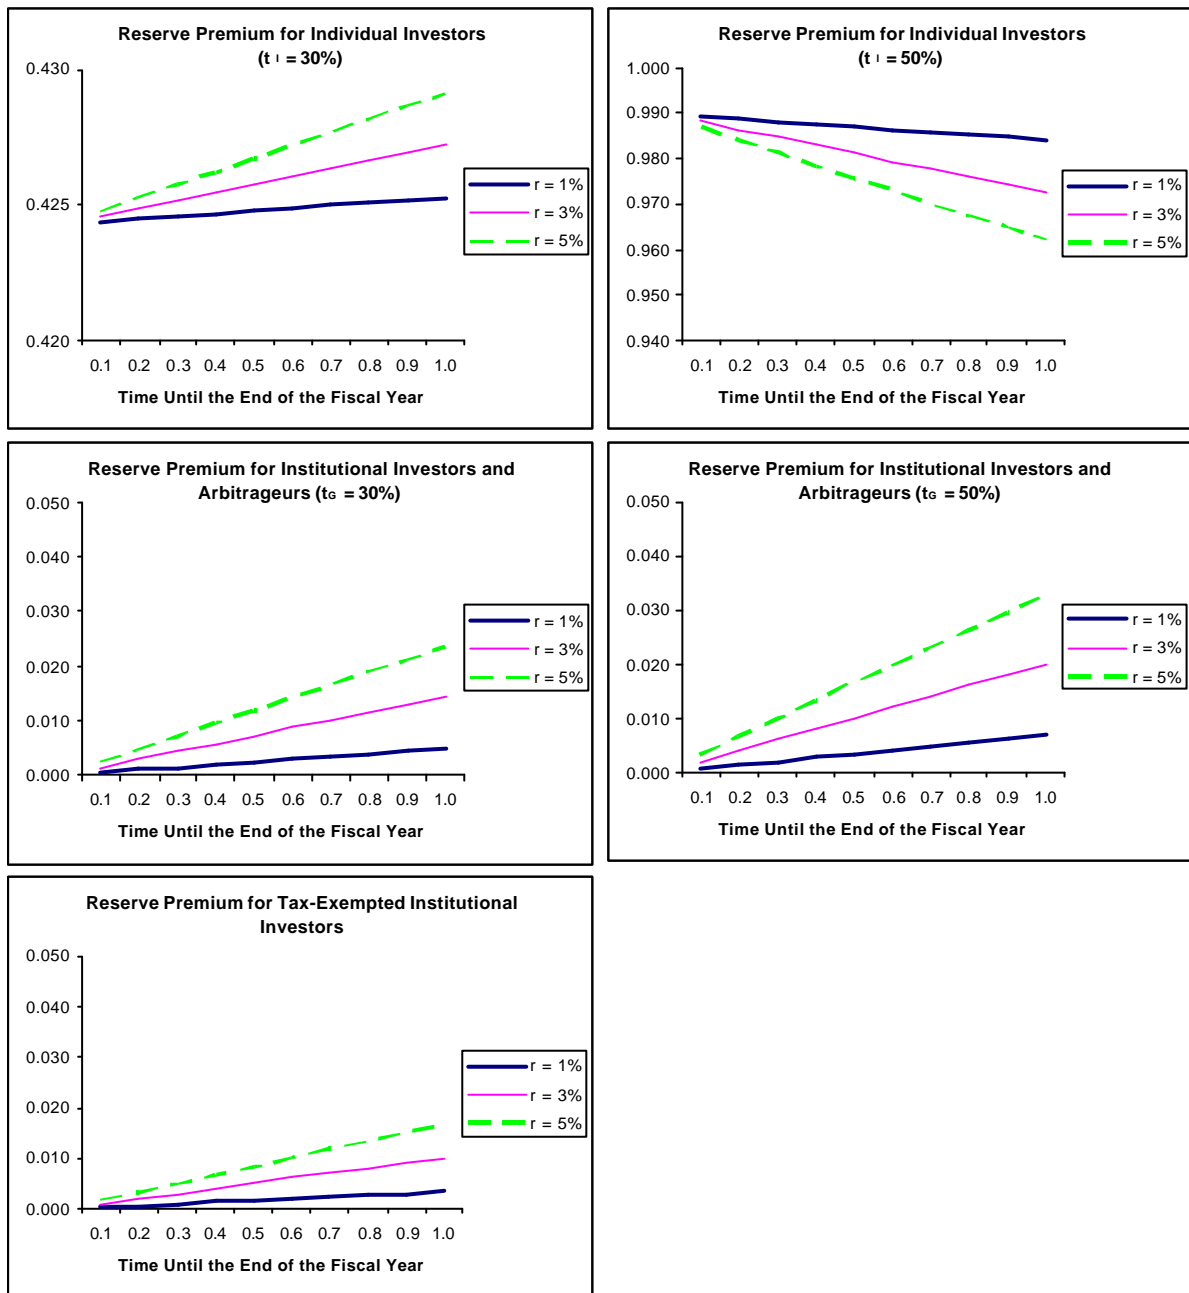 Reserve Premium for Individual Investors
(t I = 30%)
0.430
0.425
0.420
r = 1%
r = 3%
r = 5%
0.1 0.2 0.3 0.4 0.5 0.6 0.7 0.8 0.9 1.0
Time Until the End of the Fiscal Year
Reserve Premium for Individual Investors
(t I = 50%)
1.000
0.990
0.980
0.970
0.960
0.950
0.940
r = 1%
r = 3%
r = 5%
0.1 0.2 0.3 0.4 0.5 0.6 0.7 0.8 0.9 1.0
Time Until the End of the Fiscal Year
Reserve Premium for Institutional Investors and
Arbitrageurs (tG = 30%)
0.050
0.040
0.030
0.020
0.010
0.000
r = 1%
r = 3%
r = 5%
0.1 0.2 0.3 0.4 0.5 0.6 0.7 0.8 0.9 1.0
Time Until the End of the Fiscal Year
Reserve Premium for Institutional Investors and
Arbitrageurs (tG = 50%)
0.050
0.040
0.030
0.020
0.010
0.000
r = 1%
r = 3%
r = 5%
0.1 0.2 0.3 0.4 0.5 0.6 0.7 0.8 0.9 1.0
Time Until the End of the Fiscal Year
Reserve Premium for Tax-Exempted Institutional
Investors
0.050
0.040
0.030
0.020
0.010
0.000
r = 1%
r = 3%
r = 5%
0.1 0.2 0.3 0.4 0.5 0.6 0.7 0.8 0.9 1.0
Time Until the End of the Fiscal Year